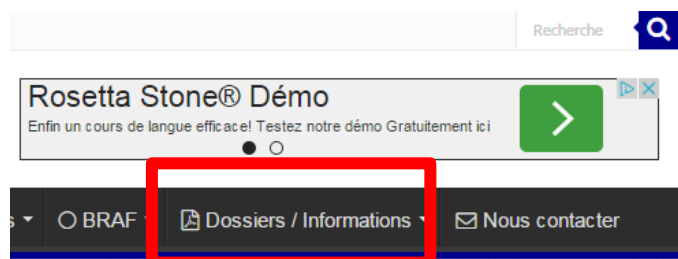 Recherche
Rosetta Stone® Démo
Enfin un cours de langue efficace! Testez notre démo Gratuitement ici
s BRAF Dossiers / Informations Nous contacter